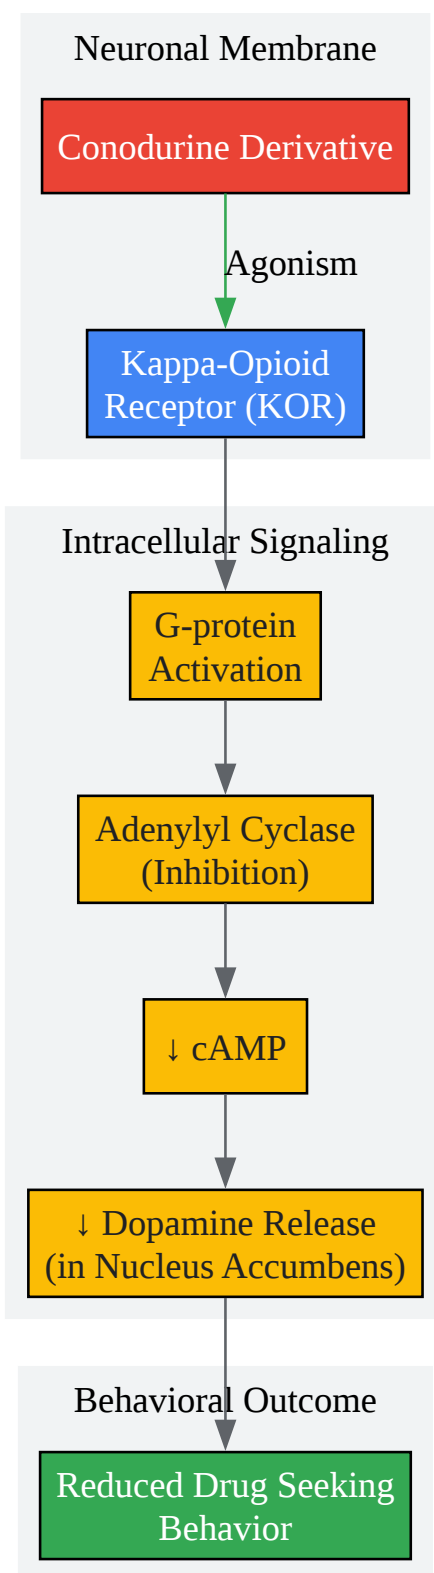 Neuronal Membrane
Conodurine Derivative
Agonism
Kappa-Opioid
Receptor (KOR)
Intracellular Signaling
G-protein
Activation
Adenylyl Cyclase
(Inhibition)
↓ cAMP
↓ Dopamine Release
(in Nucleus Accumbens)
Behavioral Outcome
Reduced Drug Seeking
Behavior